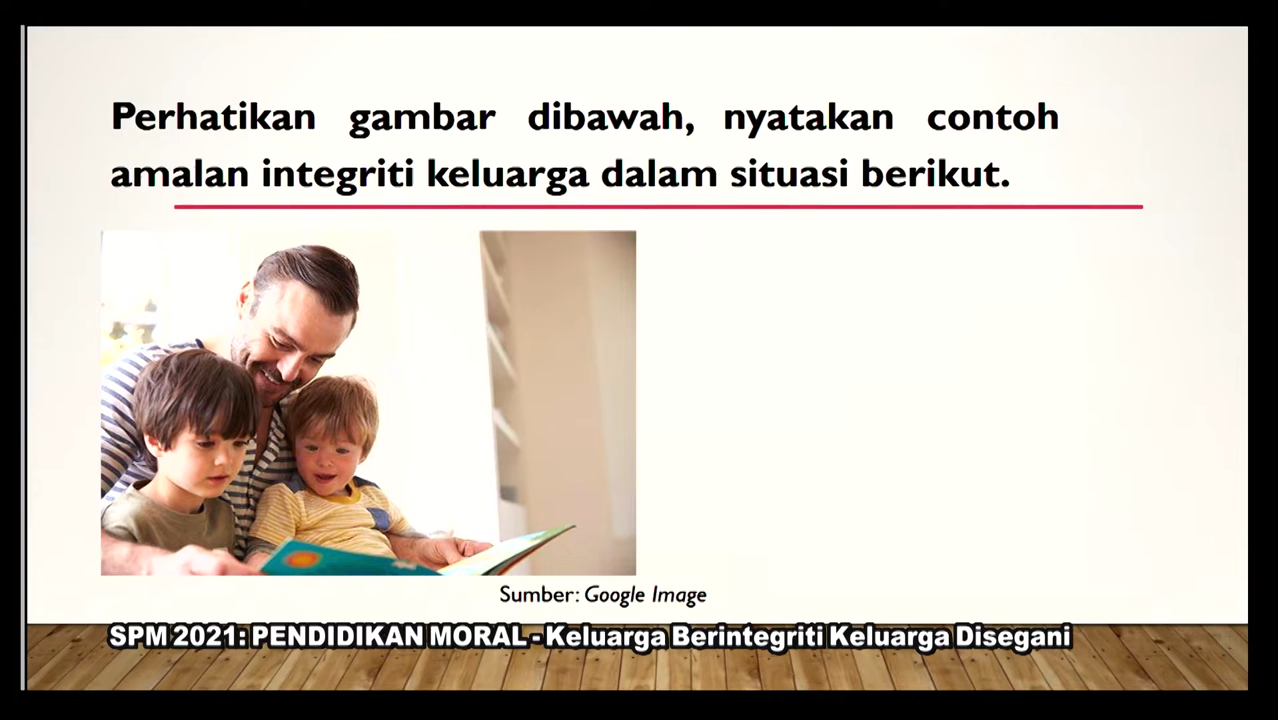 Perhatikan gambar dibawah, nyatakan contoh
amalan integriti keluarga dalam situasi berikut.
Sumber: Google Image
SPM 2021: PENDIDIKAN MORAL - Keluarga Berintegriti Keluarga Disegani